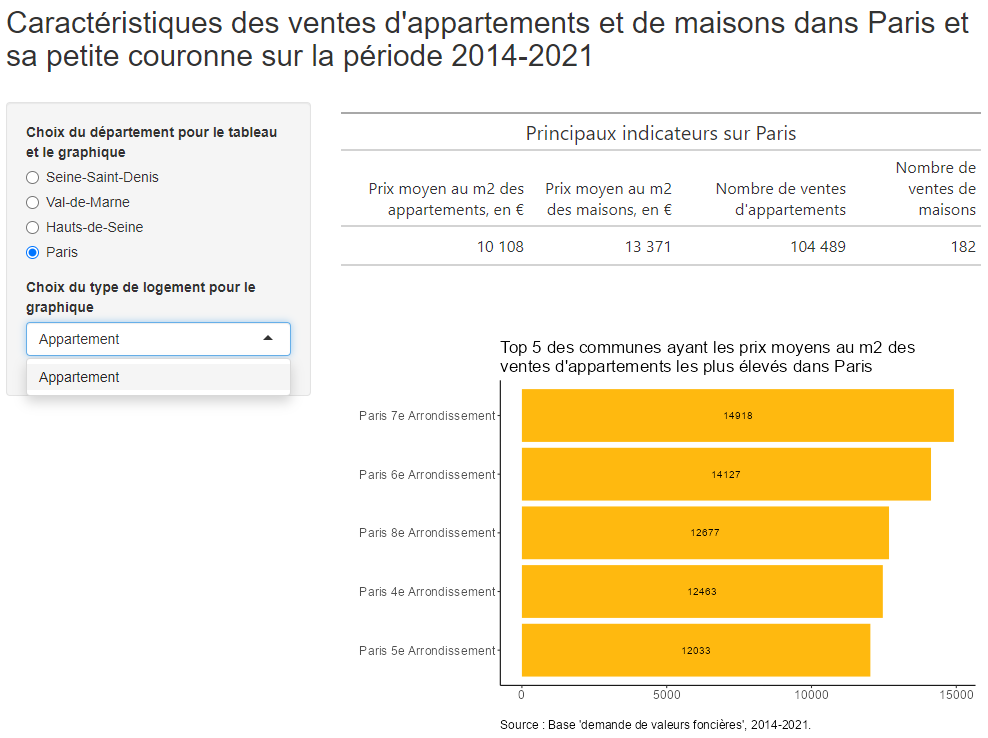 Caractéristiques des ventes d'appartements et de maisons dans Paris et
sa petite couronne sur la période 2014-2021
Choix du département pour le tableau
et le graphique
Seine-Saint-Denis
Val-de-Marne
Hauts-de-Seine
Paris
Choix du type de logement pour le
graphique
Appartement
Appartement
Principaux indicateurs sur Paris
Prix moyen au m2 des
appartements, en €
Prix moyen au m2
des maisons, en €
Nombre de ventes
d'appartements
Nombre de
ventes de
maisons
10 108
13 371
104 489
182
Top 5 des communes ayant les prix moyens au m2 des
ventes d'appartements les plus élevés dans Paris
Paris 7e Arrondissement
14918
Paris 6e Arrondissement
14127
Paris 8e Arrondissement
12677
Paris 4e Arrondissement
12463
Paris 5e Arrondissement
12033
0
5000
10000
15000
Source : Base 'demande de valeurs foncières', 2014-2021.